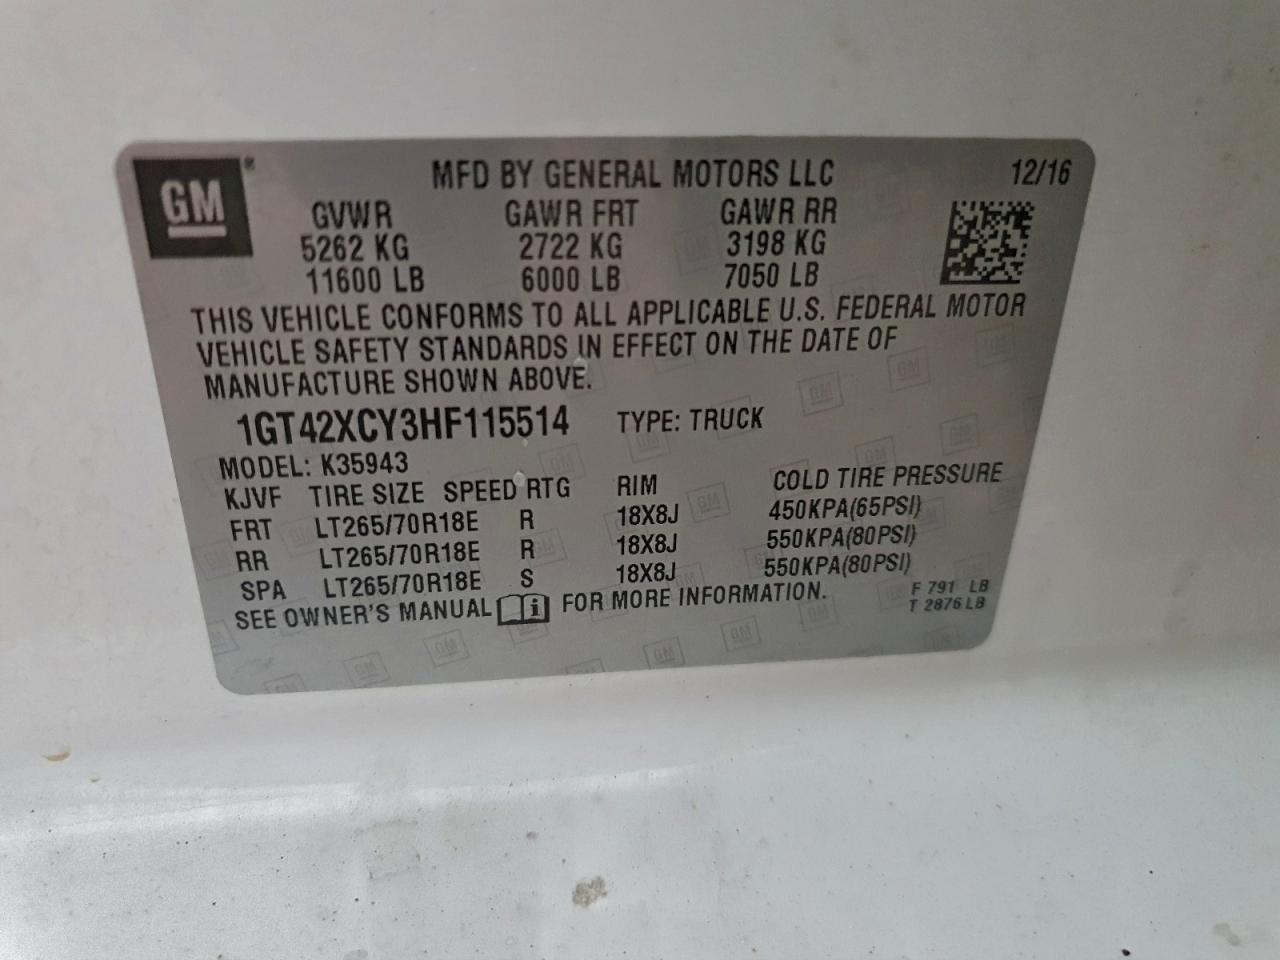 GM®
MFD BY GENERAL MOTORS LLC 12/16
GVWR GAWR FRT GAWR RR
5262 KG 2722 KG 3198 KG
11600 LB 6000 LB 7050 LB
THIS VEHICLE CONFORMS TO ALL APPLICABLE U.S. FEDERAL MOTOR
VEHICLE SAFETY STANDARDS IN EFFECT ON THE DATE OF
MANUFACTURE SHOWN ABOVE.
1GT42XCY3HF115514 TYPE: TRUCK
MODEL: K35943
KJVF TIRE SIZE SPEED RTG RIM COLD TIRE PRESSURE
FRT LT265/70R18E R 18X8J 450KPA(65PSI)
RR LT265/70R18E R 18X8J 550KPA(80PSI)
SPA LT265/70R18E S 18X8J 550KPA(80PSI)
SEE OWNER'S MANUAL FOR MORE INFORMATION.
F 791 LB
T 2876 LB